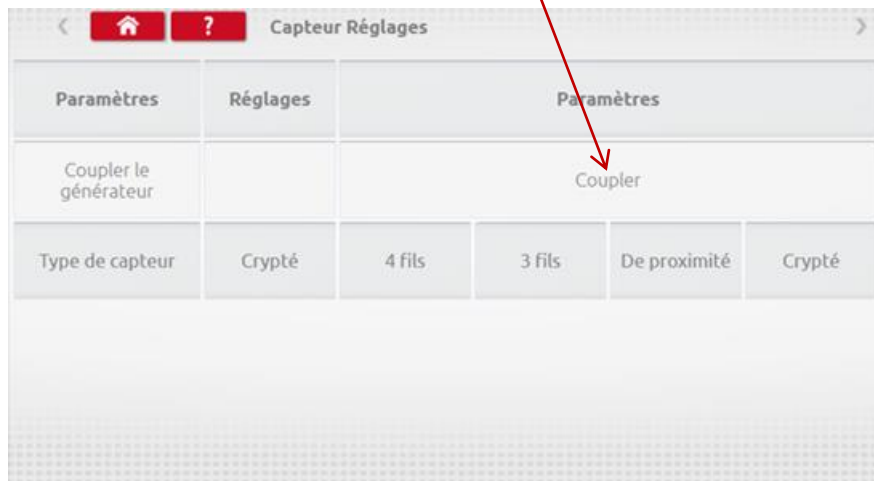 ? Capteur Réglages
Paramètres Réglages Paramètres
Coupler le
générateur
Coupler
Type de capteur Crypté 4 fils 3 fils De proximité Crypté